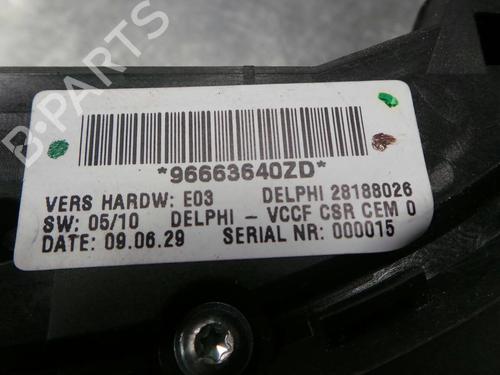 B-PARTS
*96663640ZD*
VERS HARDW: E03 DELPHI 28188026
SW: 05/10 DELPHI - VCCF CSR CEM 0
DATE: 09.06.29 SERIAL NR: 000015